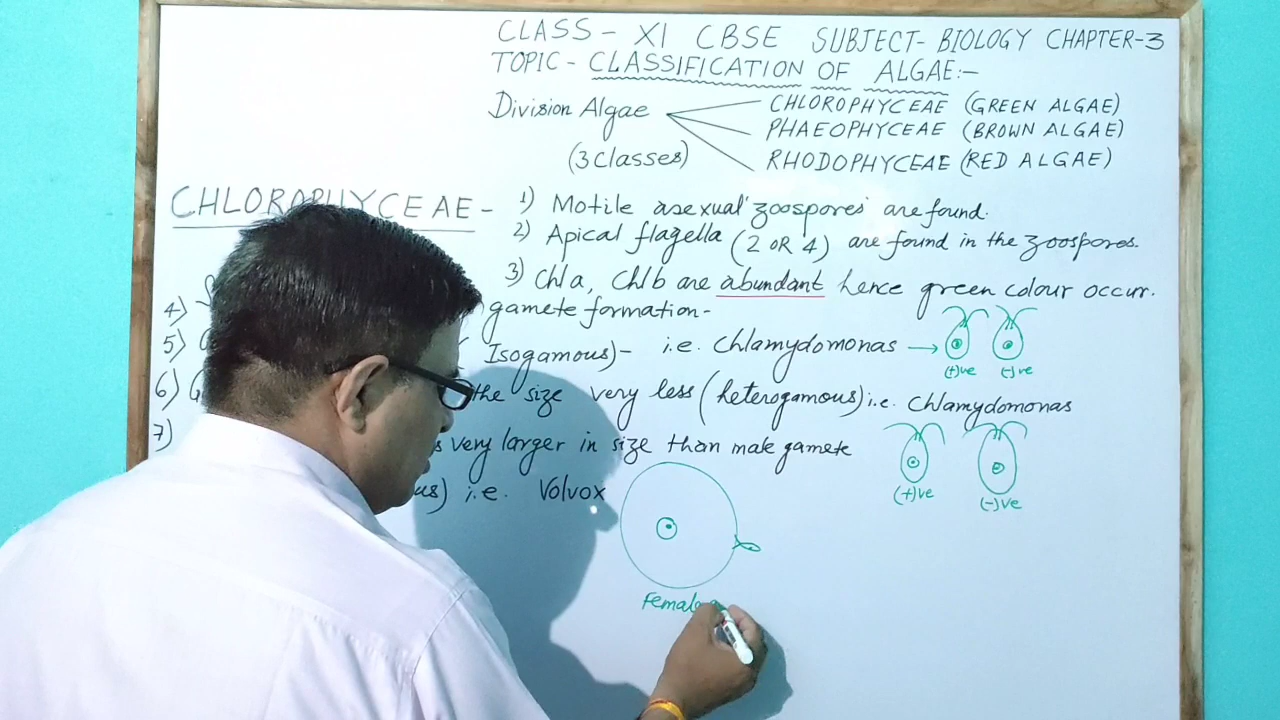 CLASS - XI CBSE SUBJECT - BIOLOGY CHAPTER-3
TOPIC - CLASSIFICATION OF ALGAE:-
Division Algae
(3 Classes)
CHLOROPHYCEAE (GREEN ALGAE)
PHAEOPHYCEAE (BROWN ALGAE)
RHODOPHYCEAE (RED ALGAE)
CHLOROPHYCEAE -
1) Motile asexual 'zoospores' are found.
2) Apical flagella (2 OR 4) are found in the zoospores.
3) Chl a, Chl b are abundant hence green colour occur.
4) gamete formation-
5) Isogamous)- i.e. Chlamydomonas →
(+)ve (-)ve
6) the size very less (heterogamous) i.e. Chlamydomonas
(+)ve (-)ve
7) very larger in size than male gamete
i.e. Volvox
Female